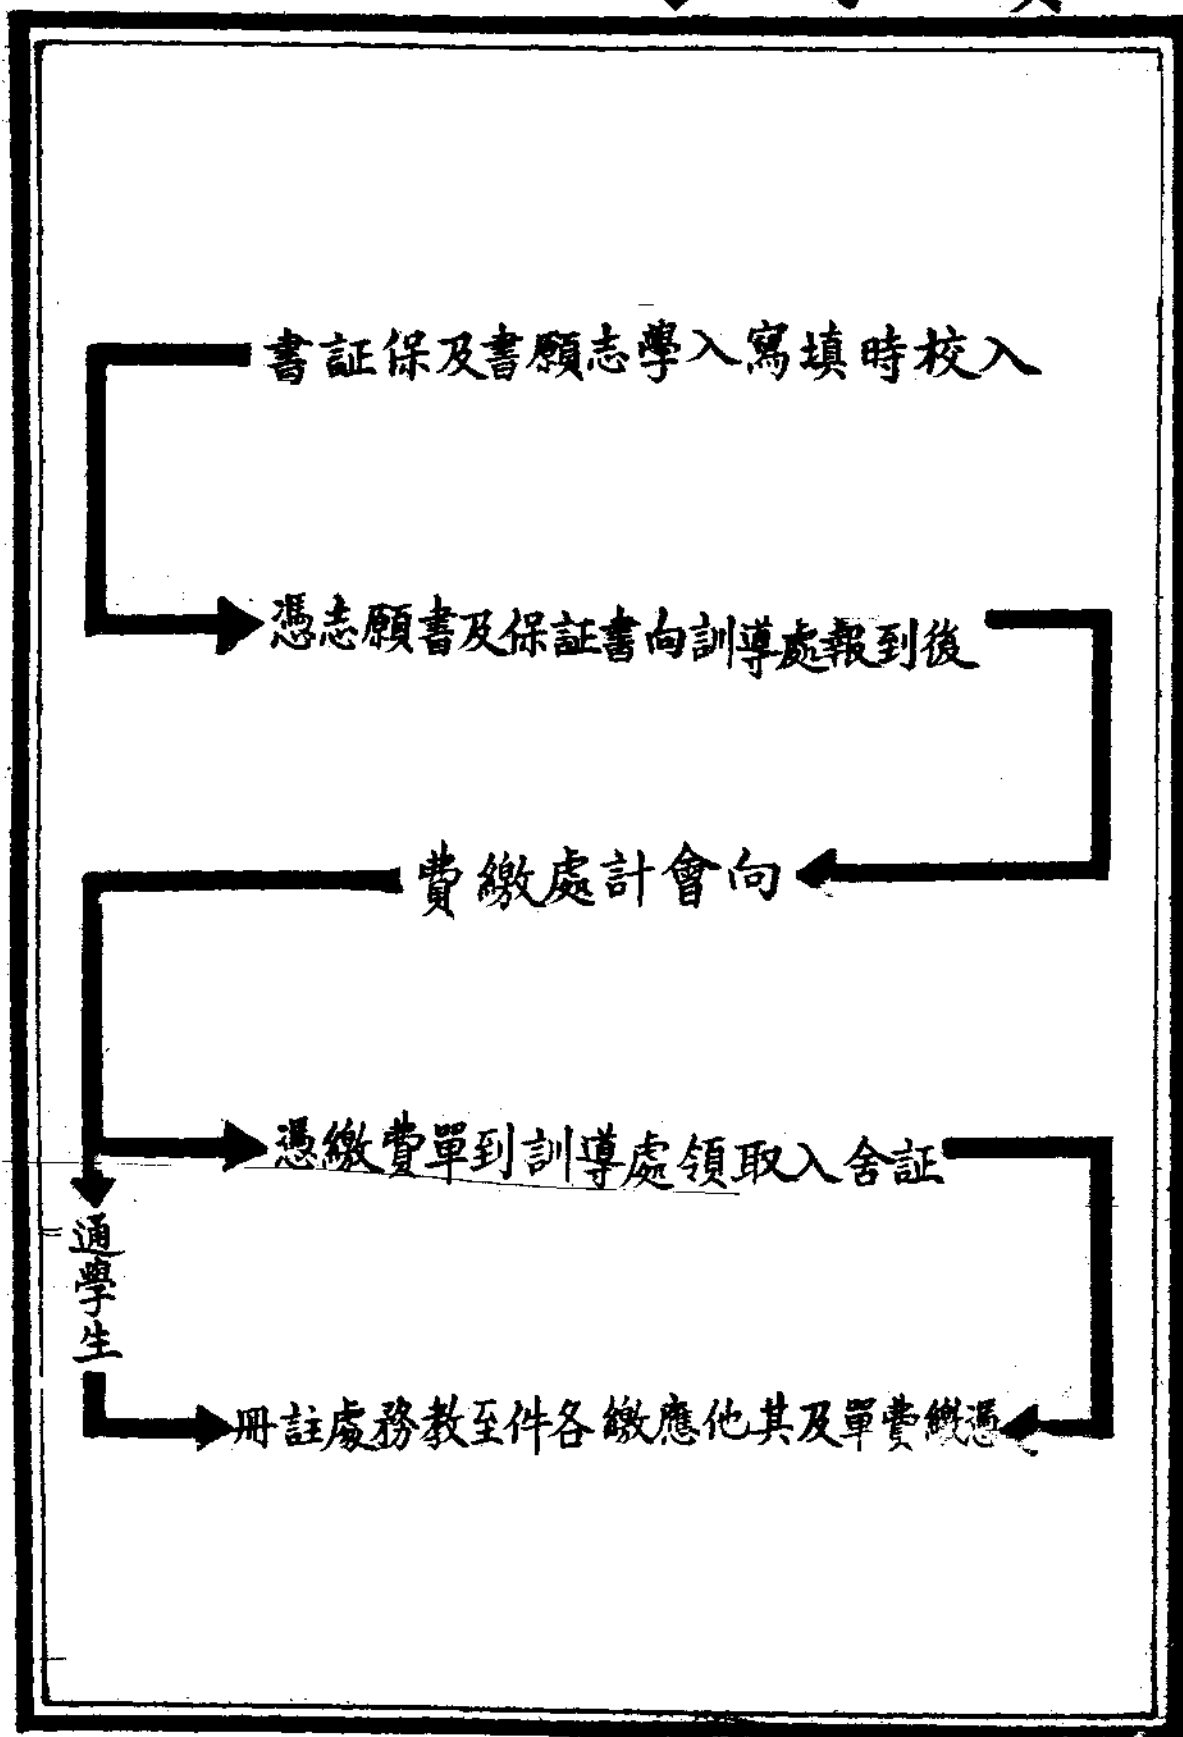 入校時填寫入學志願書及保証書
憑志願書及保証書向訓導處報到後
向會計處繳費
憑繳費單到訓導處領取入舍証
通學生
憑繳費單及其他應繳各件至教務處註冊